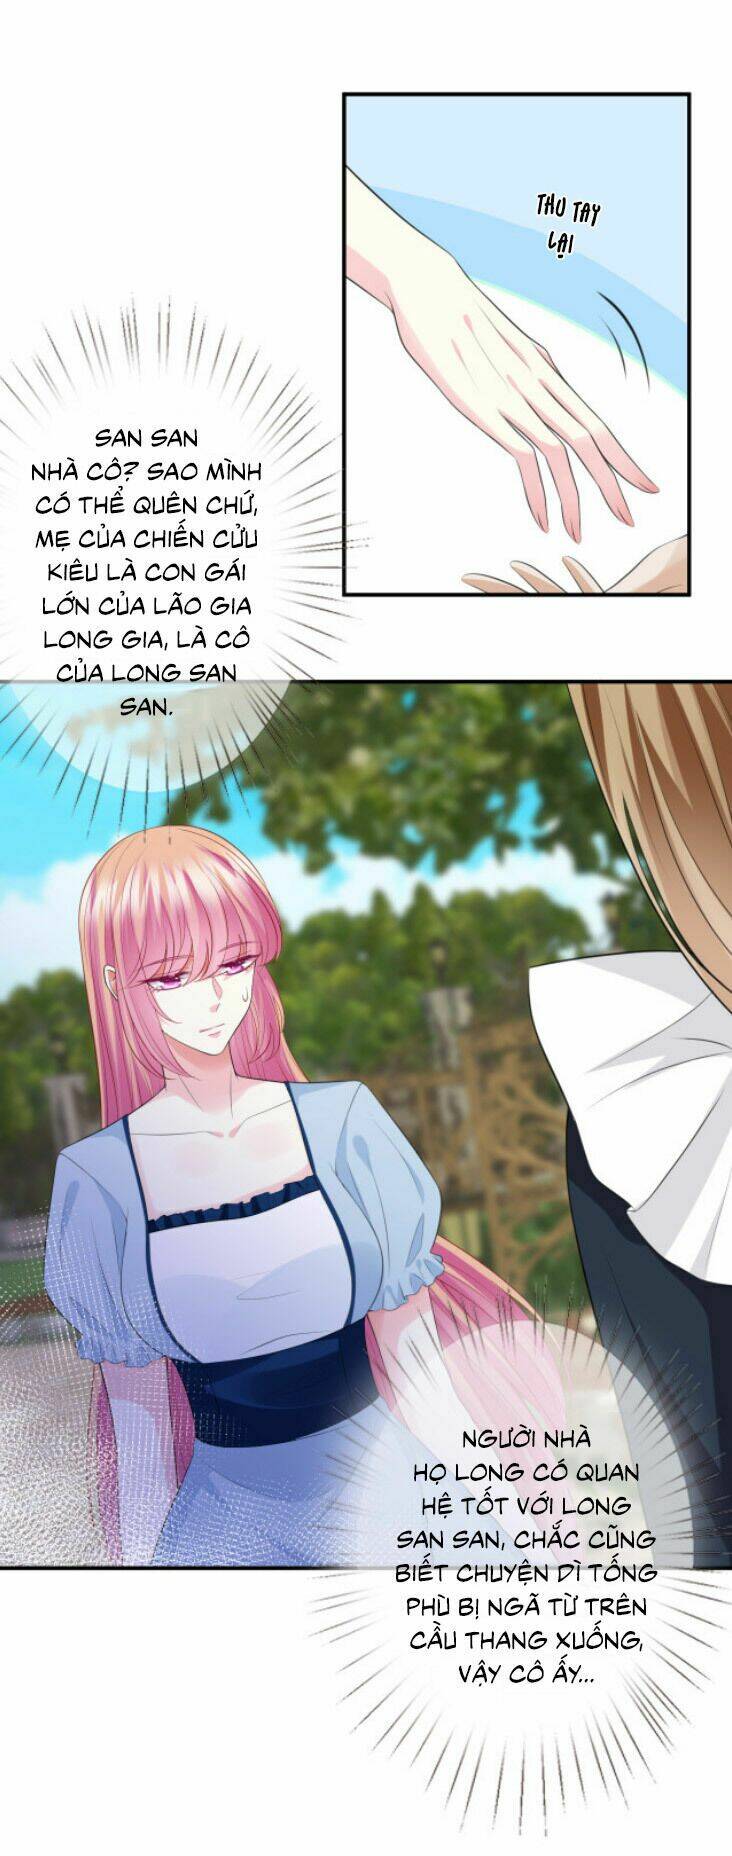 THU TAY
LẠI
SAN SAN
NHÀ CÔ? SAO MÌNH
CÓ THỂ QUÊN CHỨ,
MẸ CỦA CHIẾN CỬU
KIÊU LÀ CON GÁI
LỚN CỦA LÃO GIA
LONG GIA, LÀ CÔ
CỦA LONG SAN
SAN.
NGƯỜI NHÀ
HỌ LONG CÓ QUAN
HỆ TỐT VỚI LONG
SAN SAN, CHẮC CŨNG
BIẾT CHUYỆN DÌ TỐNG
PHÙ BỊ NGÃ TỪ TRÊN
CẦU THANG XUỐNG,
VẬY CÔ ẤY...